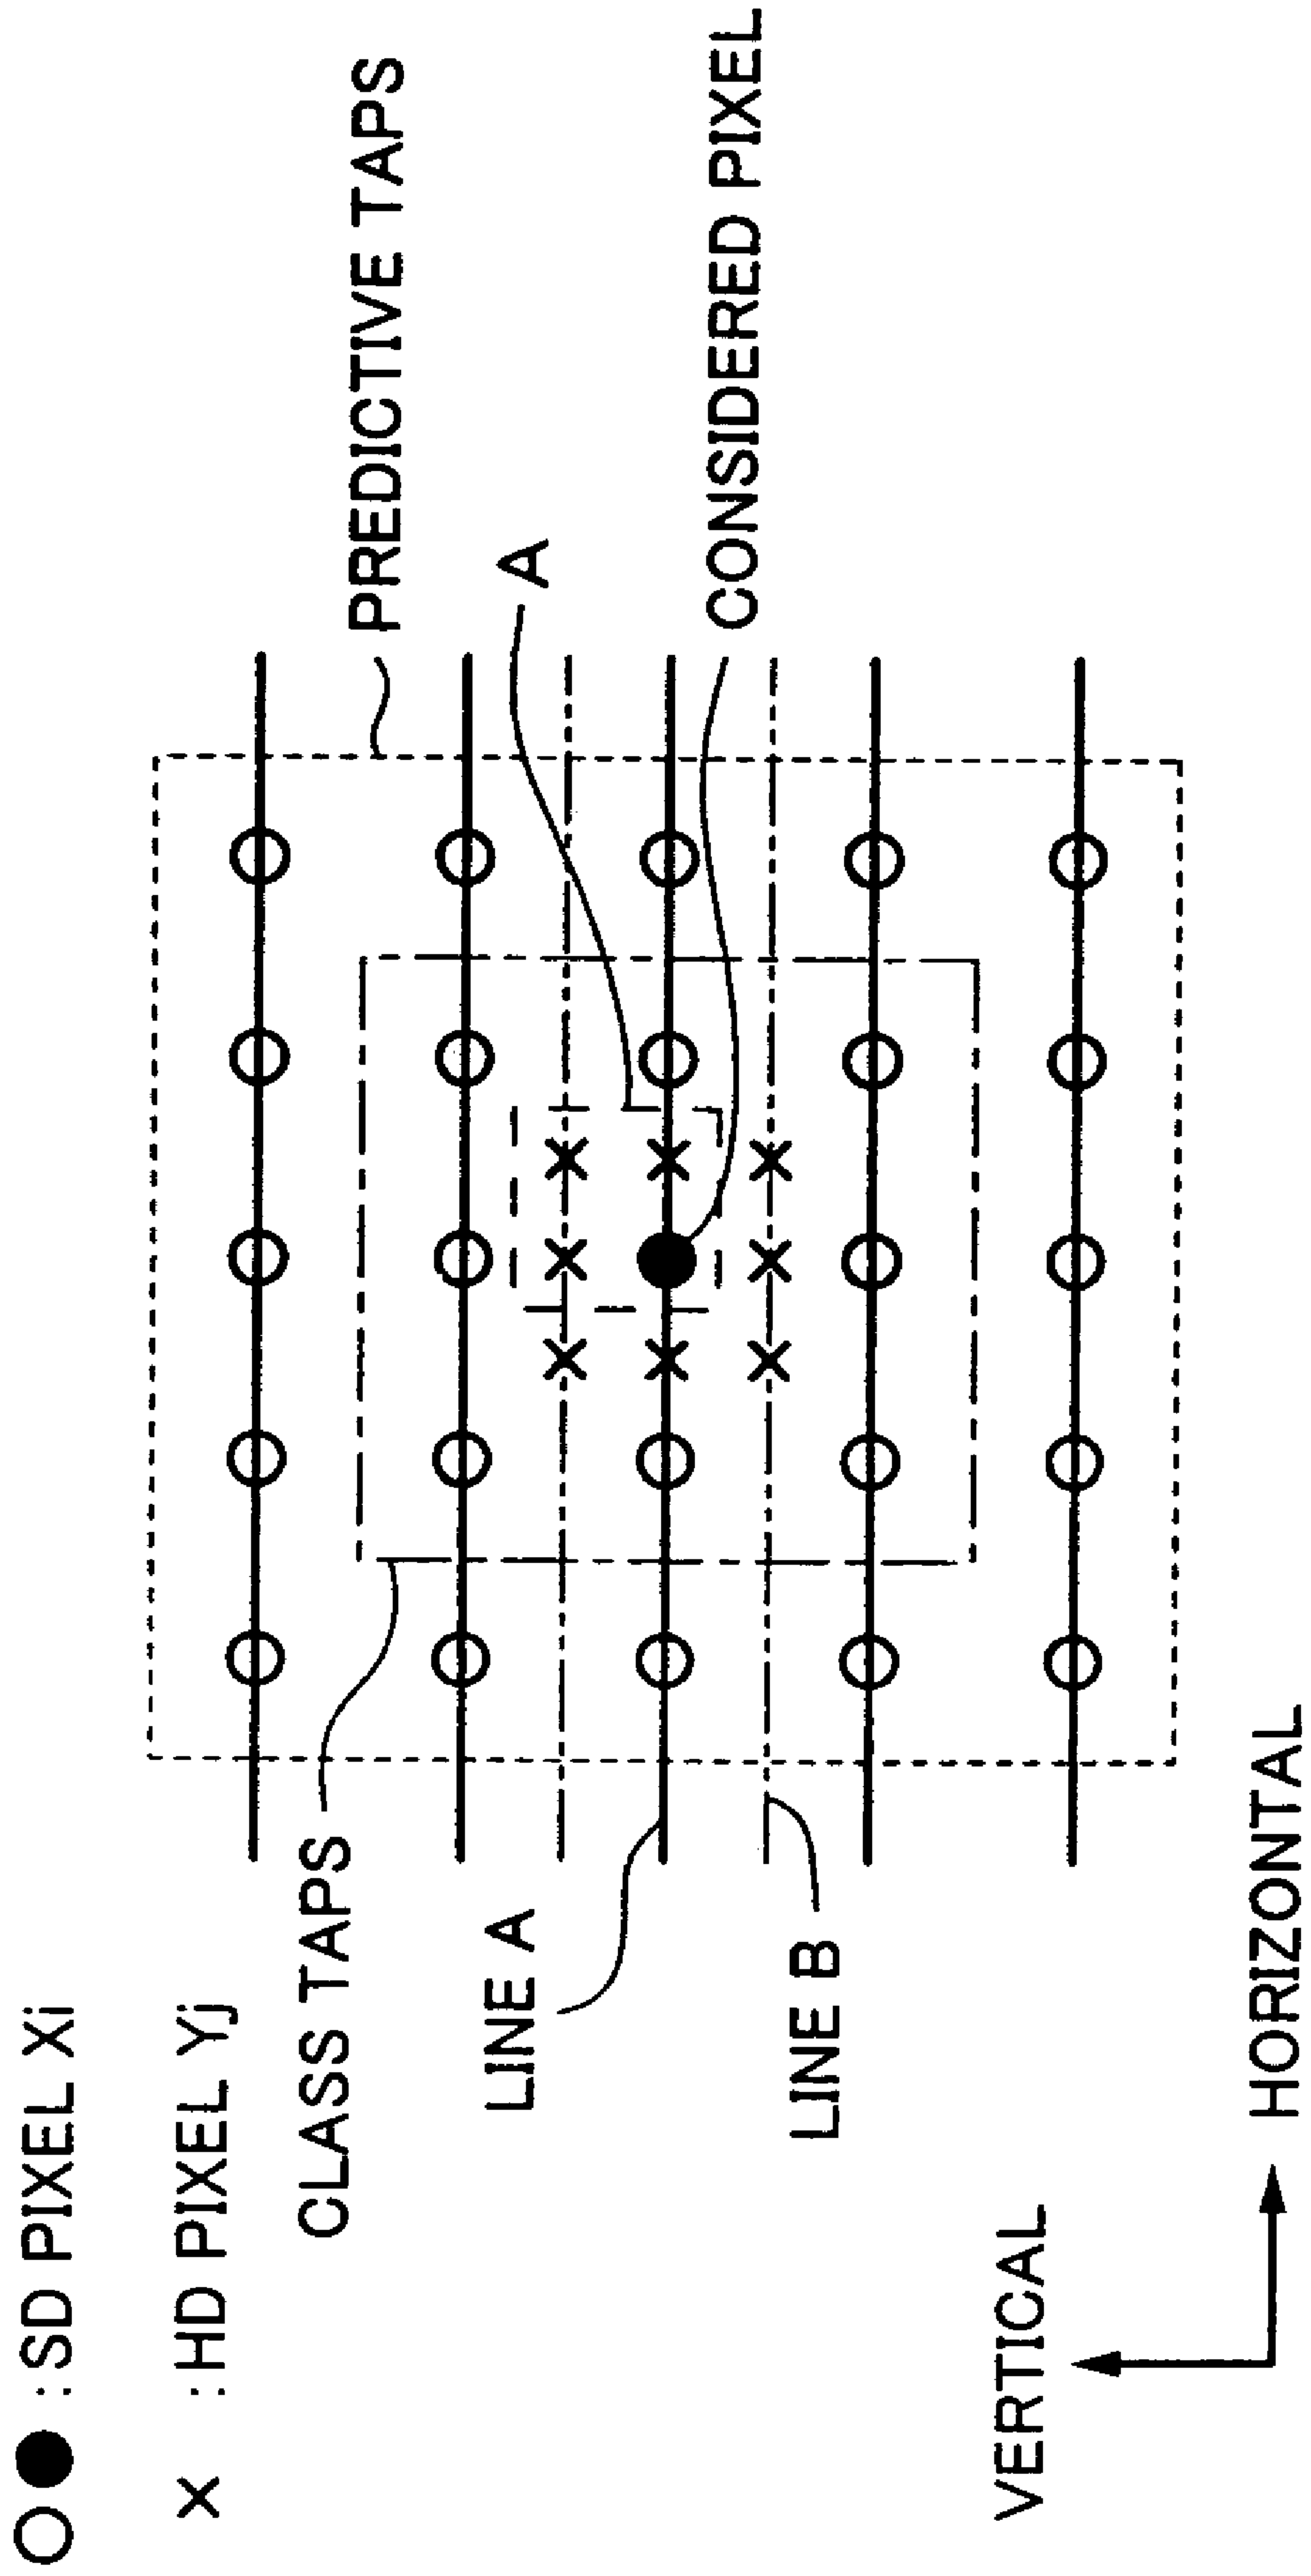 ○ ● : SD PIXEL Xi
× : HD PIXEL Yj
CLASS TAPS
PREDICTIVE TAPS
LINE A
A
CONSIDERED PIXEL
LINE B
VERTICAL
HORIZONTAL